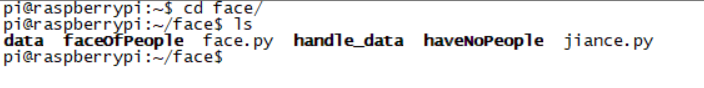 pi@raspberrypi:~$ cd face/
pi@raspberrypi:~/face$ ls
data faceOfPeople face.py handle_data haveNoPeople jiance.py
pi@raspberrypi:~/face$